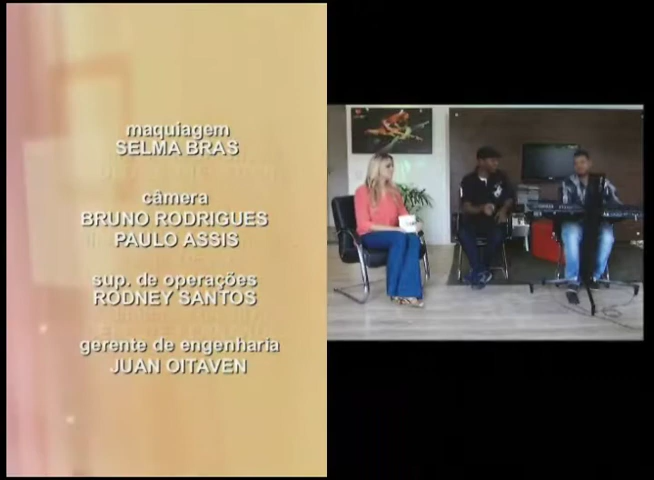 maquiagem
SELMA BRAS
câmera
BRUNO RODRIGUES
PAULO ASSIS
sup. de operações
RODNEY SANTOS
gerente de engenharia
JUAN OITAVEN